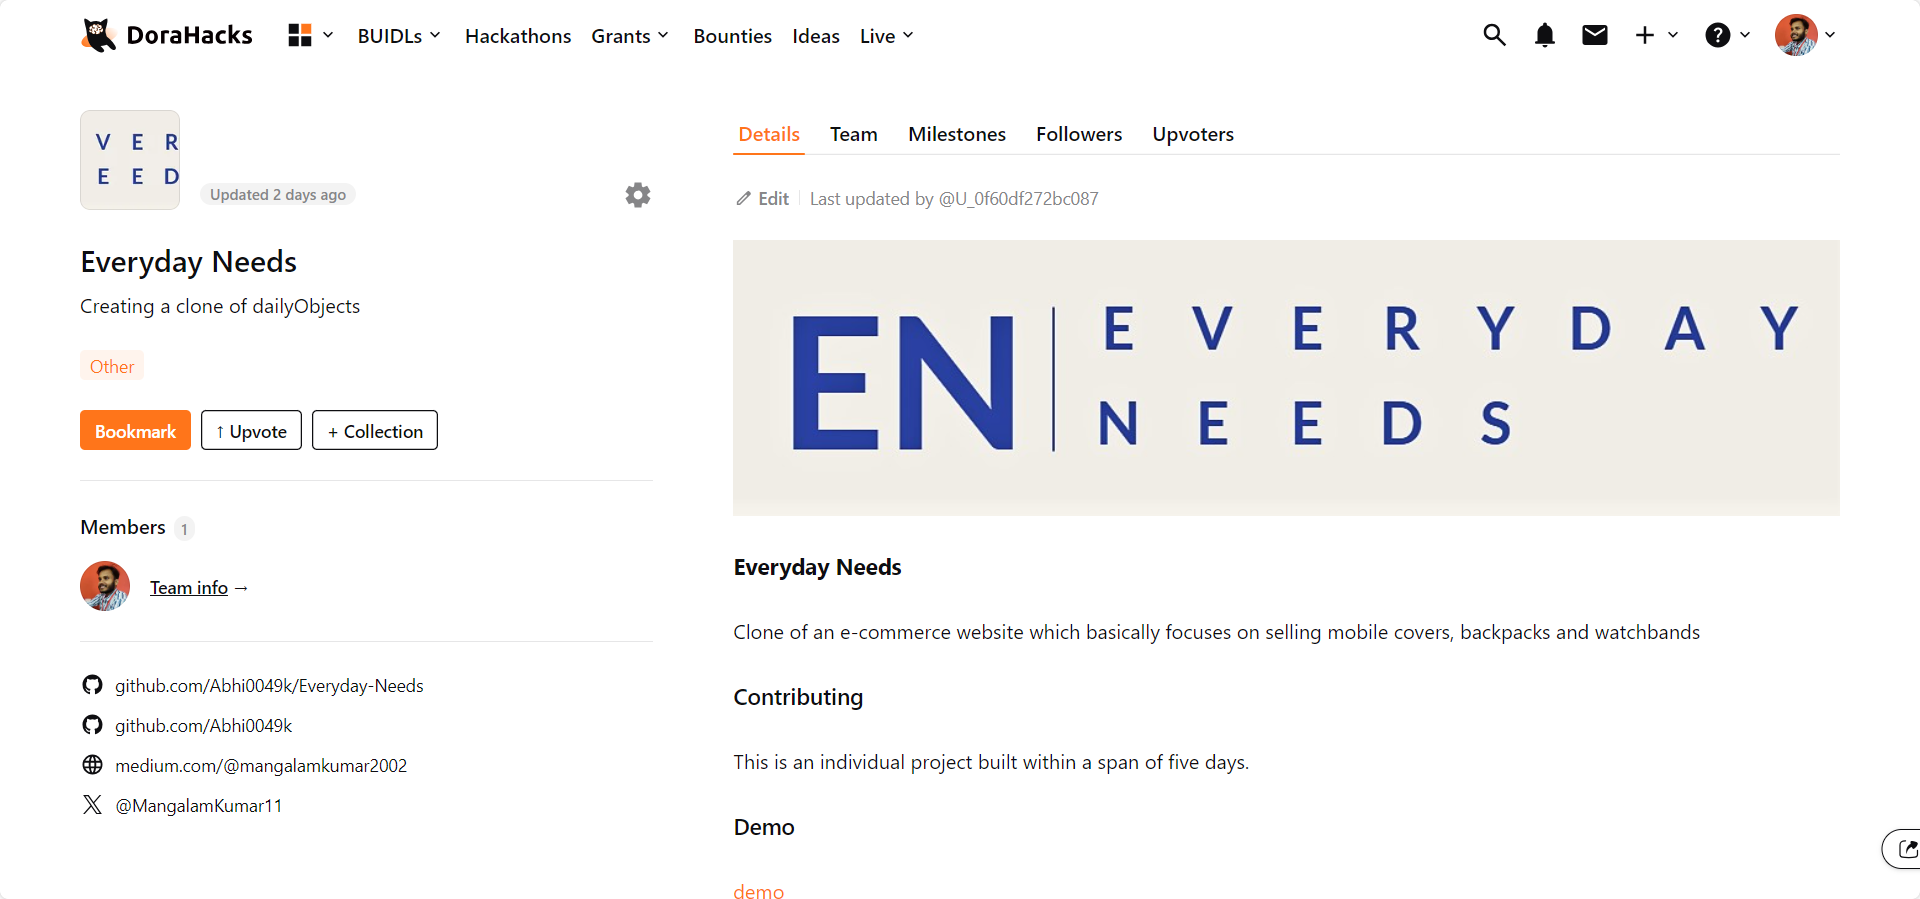 DoraHacks
BUIDLs
Hackathons
Grants
Bounties
Ideas
Live
V E R
E E D
Updated 2 days ago
Everyday Needs
Creating a clone of dailyObjects
Other
Bookmark
↑ Upvote
+ Collection
Members 1
Team info →
github.com/Abhi0049k/Everyday-Needs
github.com/Abhi0049k
medium.com/@mangalamkumar2002
@MangalamKumar11
Details
Team
Milestones
Followers
Upvoters
Edit
Last updated by @U_0f60df272bc087
EN
E V E R Y D A Y
N E E D S
Everyday Needs
Clone of an e-commerce website which basically focuses on selling mobile covers, backpacks and watchbands
Contributing
This is an individual project built within a span of five days.
Demo
demo